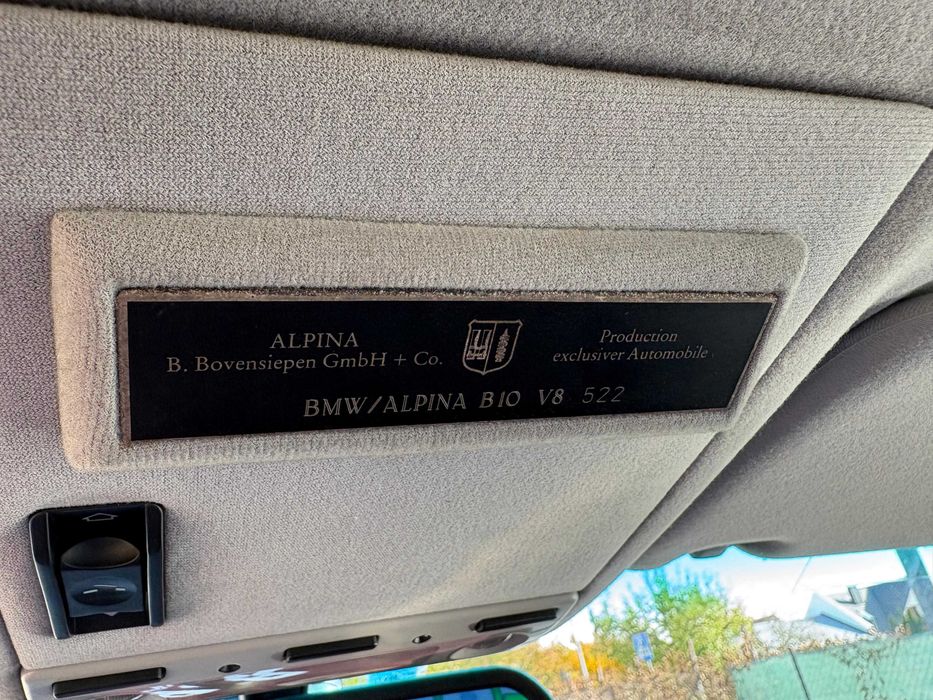 ALPINA
B. Bovensiepen GmbH + Co.
Production
exclusiver Automobile
BMW/ALPINA B10 V8 522